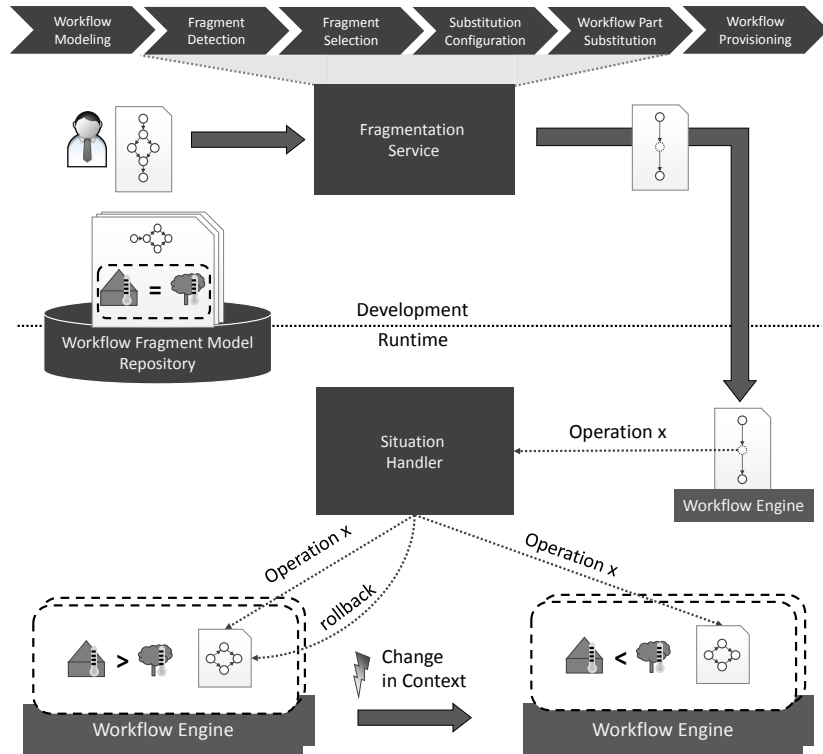 Workflow
Modeling
Fragment
Detection
Fragment
Selection
Substitution
Configuration
Workflow Part
Substitution
Workflow
Provisioning
Fragmentation
Service
=
Development
Workflow Fragment Model
Repository
Runtime
Situation
Handler
Operation x
Workflow Engine
Operation x
rollback
Operation x
>
Change
in Context
<
Workflow Engine
Workflow Engine